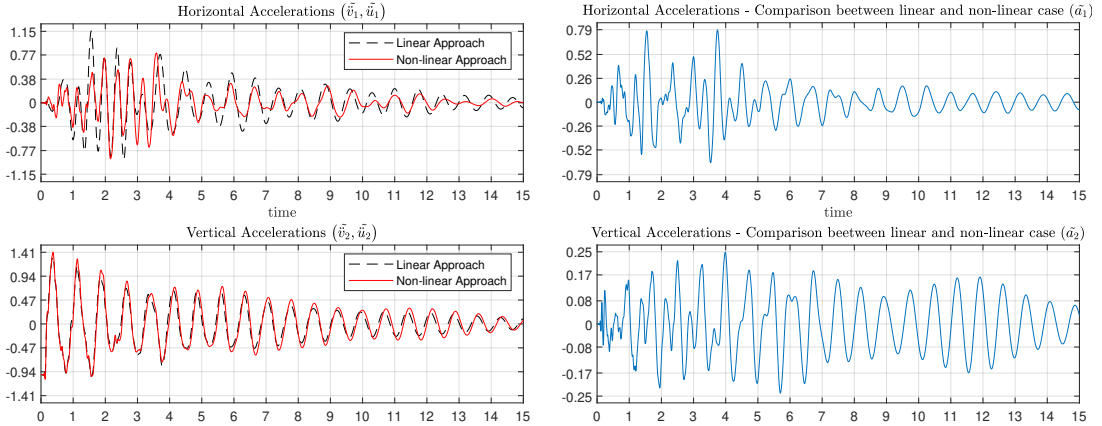 Horizontal Accelerations (ṽ̈₁, ũ̈₁)
1.15
0.77
0.38
0
-0.38
-0.77
-1.15
Linear Approach
Non-linear Approach
0 1 2 3 4 5 6 7 8 9 10 11 12 13 14 15
time
Horizontal Accelerations - Comparison beetween linear and non-linear case (ã₁)
0.79
0.52
0.26
0
-0.26
-0.52
-0.79
0 1 2 3 4 5 6 7 8 9 10 11 12 13 14 15
time
Vertical Accelerations (ṽ̈₂, ũ̈₂)
1.41
0.94
0.47
0
-0.47
-0.94
-1.41
Linear Approach
Non-linear Approach
0 1 2 3 4 5 6 7 8 9 10 11 12 13 14 15
Vertical Accelerations - Comparison beetween linear and non-linear case (ã₂)
0.25
0.17
0.08
0
-0.08
-0.17
-0.25
0 1 2 3 4 5 6 7 8 9 10 11 12 13 14 15